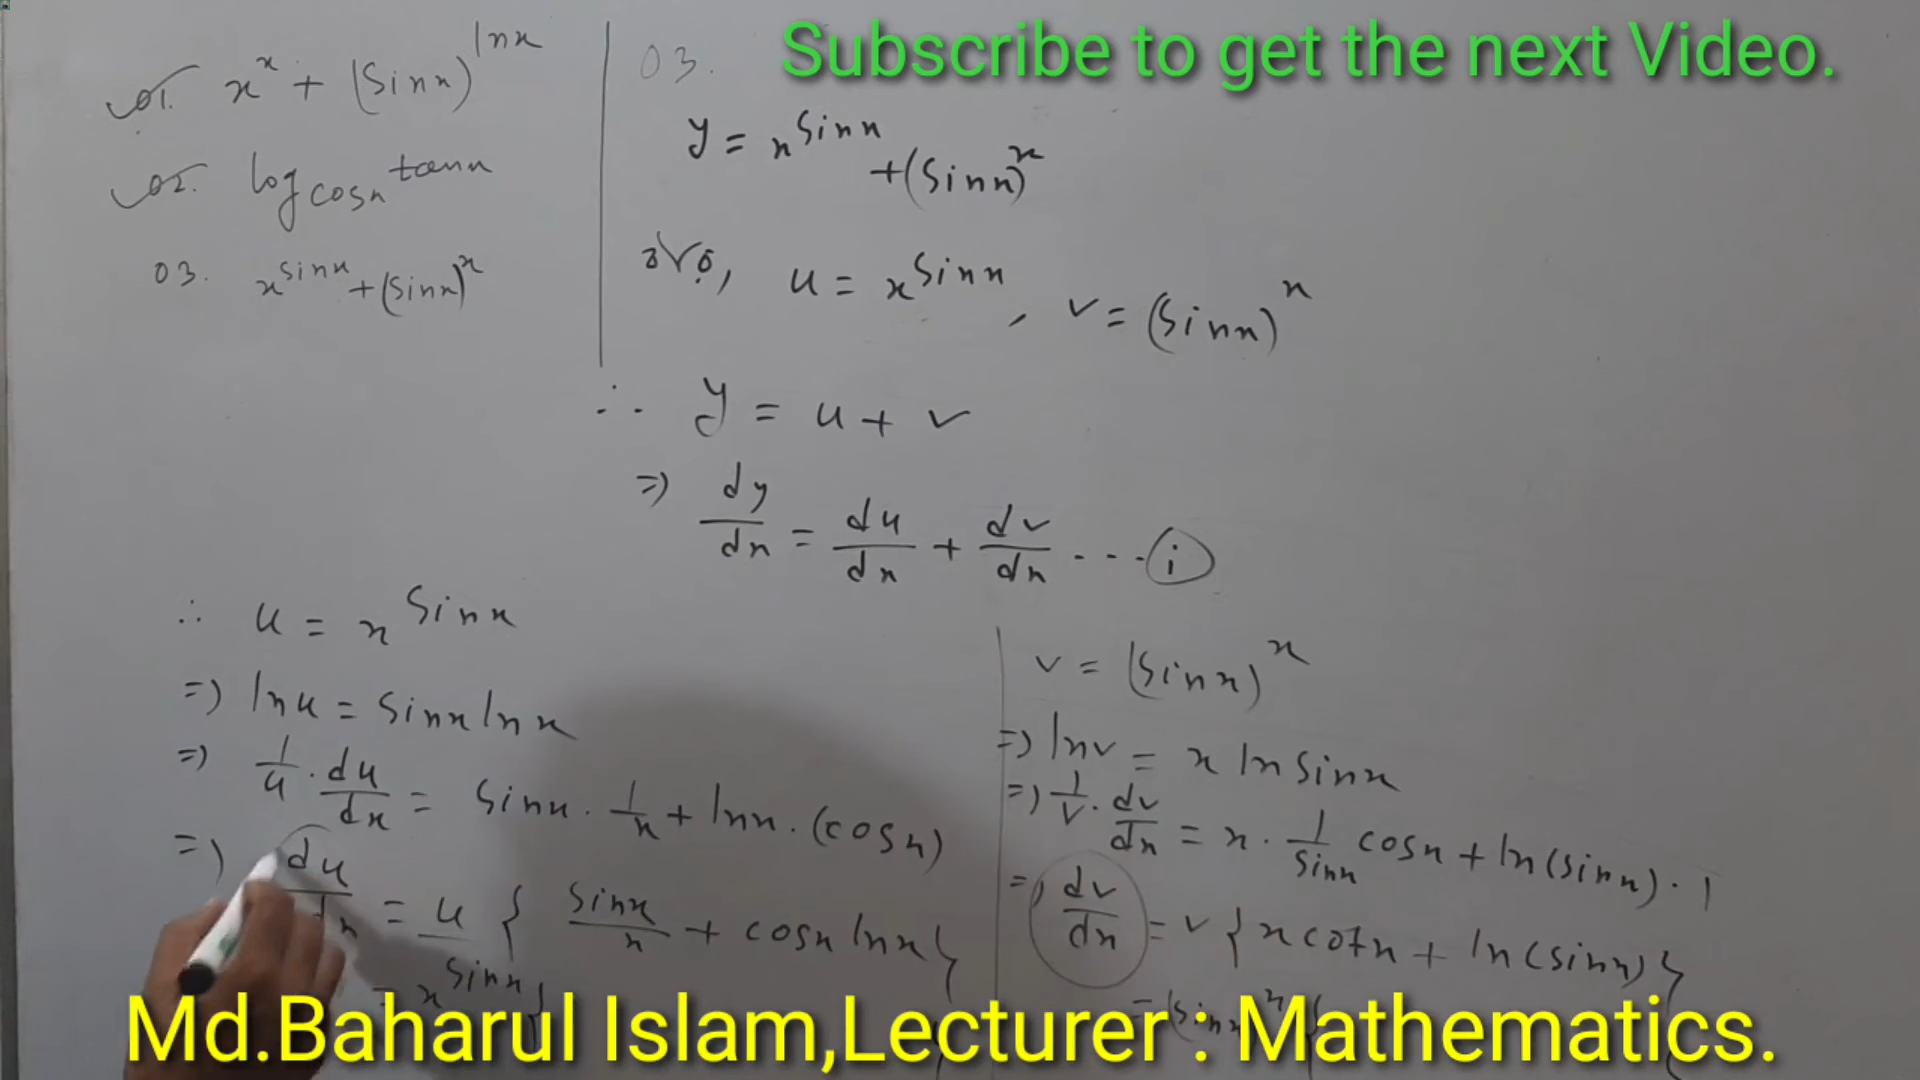 Subscribe to get the next Video.
01. x^x + (sinx)^lnx
02. log_cosx tanx
03. x^sinx + (sinx)^x
03.
y = x^sinx + (sinx)^x
u = x^sinx , v = (sinx)^x
∴ y = u + v
⇒ dy/dx = du/dx + dv/dx ... (i)
∴ u = x^sinx
⇒ lnu = sinx lnx
⇒ 1/u · du/dx = sinx · 1/x + lnx · (cosx)
⇒ du/dx = u { sinx/x + cosx lnx }
= x^sinx {
v = (sinx)^x
⇒ lnv = x ln sinx
⇒ 1/v · dv/dx = x · 1/sinx cosx + ln(sinx) · 1
⇒ dv/dx = v { x cotx + ln(sinx) }
= (sinx)^x {
Md.Baharul Islam,Lecturer : Mathematics.